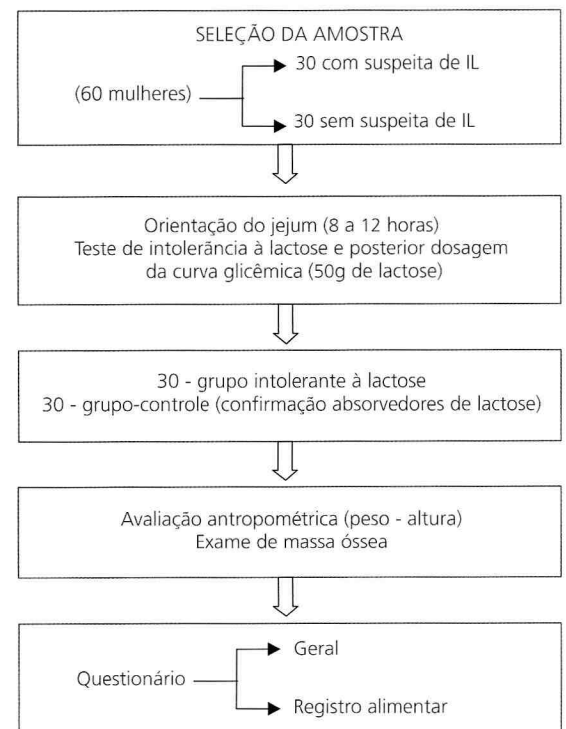 SELEÇÃO DA AMOSTRA
30 com suspeita de IL
(60 mulheres)
30 sem suspeita de IL
Orientação do jejum (8 a 12 horas)
Teste de intolerância à lactose e posterior dosagem
da curva glicêmica (50g de lactose)
30 - grupo intolerante à lactose
30 - grupo-controle (confirmação absorvedores de lactose)
Avaliação antropométrica (peso - altura)
Exame de massa óssea
Geral
Questionário
Registro alimentar